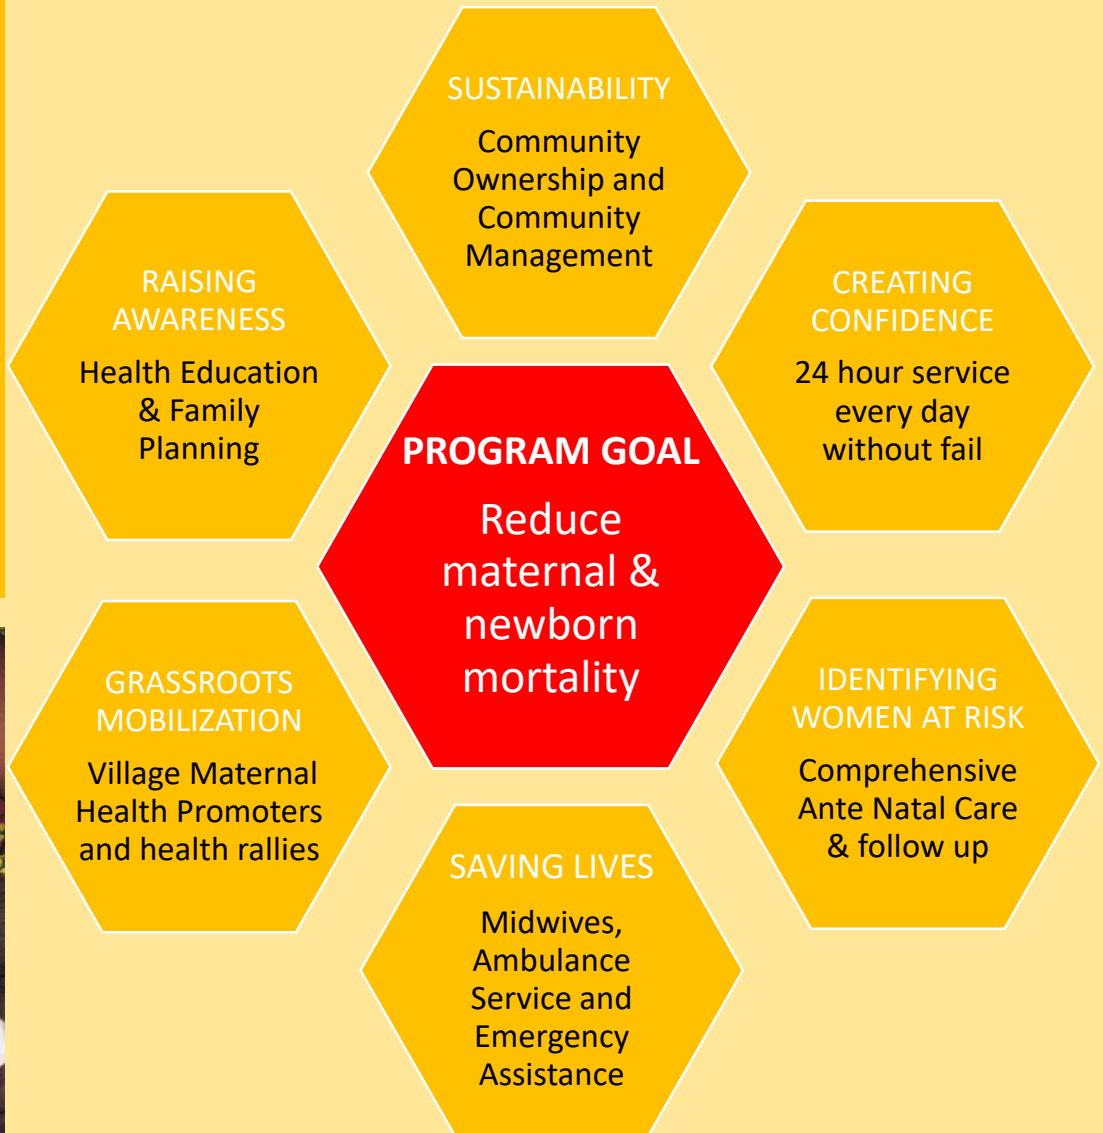 SUSTAINABILITY
Community
Ownership and
Community
Management
RAISING
AWARENESS
Health Education
& Family
Planning
CREATING
CONFIDENCE
24 hour service
every day
without fail
PROGRAM GOAL
Reduce
maternal &
newborn
mortality
GRASSROOTS
MOBILIZATION
Village Maternal
Health Promoters
and health rallies
IDENTIFYING
WOMEN AT RISK
Comprehensive
Ante Natal Care
& follow up
SAVING LIVES
Midwives,
Ambulance
Service and
Emergency
Assistance